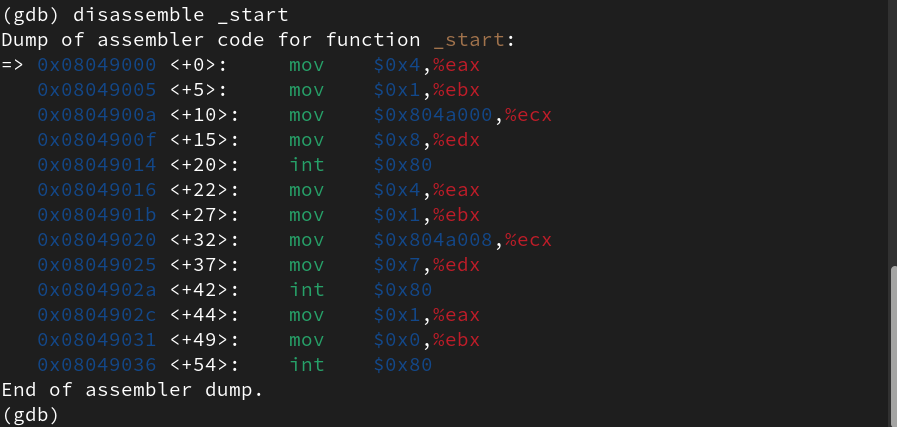 (gdb) disassemble _start
Dump of assembler code for function _start:
=> 0x08049000 <+0>:     mov    $0x4,%eax
   0x08049005 <+5>:     mov    $0x1,%ebx
   0x0804900a <+10>:    mov    $0x804a000,%ecx
   0x0804900f <+15>:    mov    $0x8,%edx
   0x08049014 <+20>:    int    $0x80
   0x08049016 <+22>:    mov    $0x4,%eax
   0x0804901b <+27>:    mov    $0x1,%ebx
   0x08049020 <+32>:    mov    $0x804a008,%ecx
   0x08049025 <+37>:    mov    $0x7,%edx
   0x0804902a <+42>:    int    $0x80
   0x0804902c <+44>:    mov    $0x1,%eax
   0x08049031 <+49>:    mov    $0x0,%ebx
   0x08049036 <+54>:    int    $0x80
End of assembler dump.
(gdb)